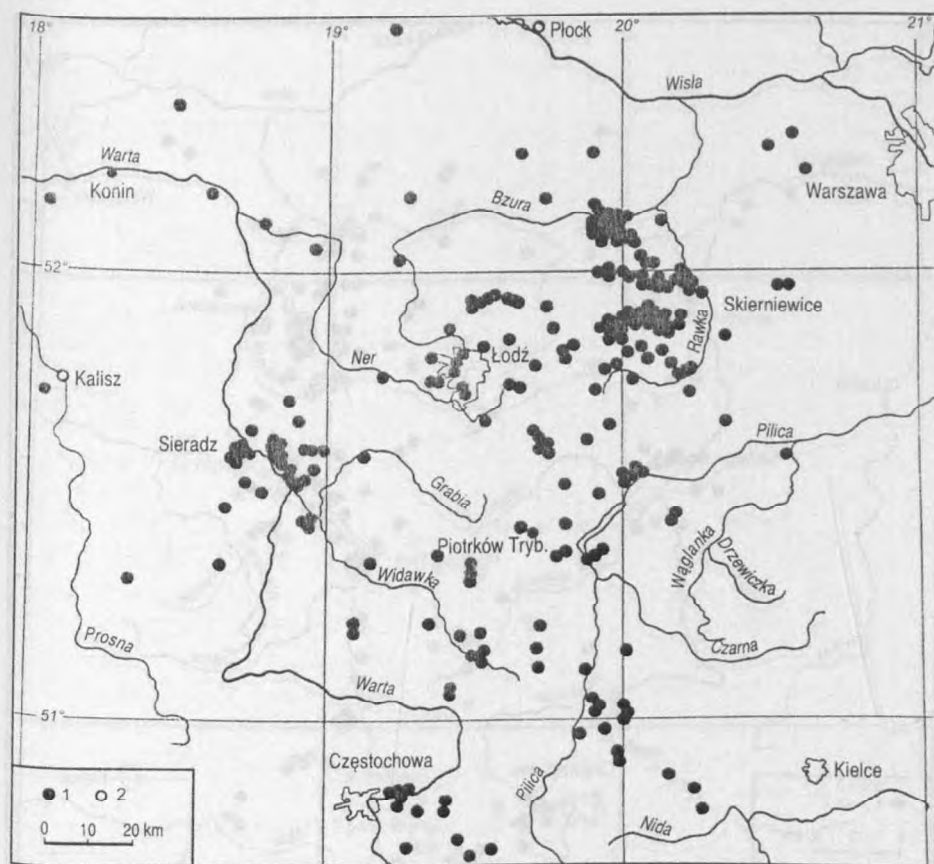 18°
19°
20°
21°
Płock
Wisła
Warta
Konin
Bzura
Warszawa
52°
Skierniewice
Rawka
Łódź
Ner
Kalisz
Sieradz
Pilica
Grabia
Piotrków Tryb.
Wąglanka
Drzewiczka
Widawka
Prosna
Czarna
Warta
51°
Częstochowa
Pilica
Kielce
1 2
0 10 20 km
Nida